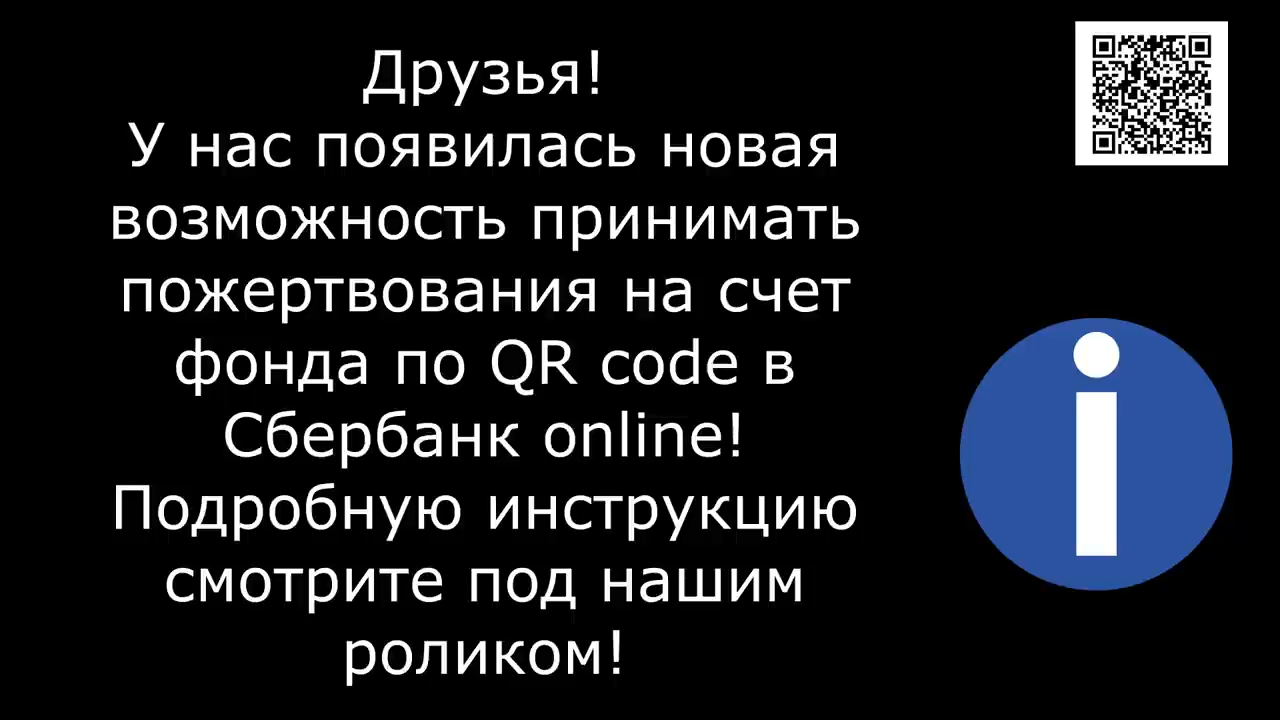 Друзья!
У нас появилась новая
возможность принимать
пожертвования на счет
фонда по QR code в
Сбербанк online!
Подробную инструкцию
смотрите под нашим
роликом!